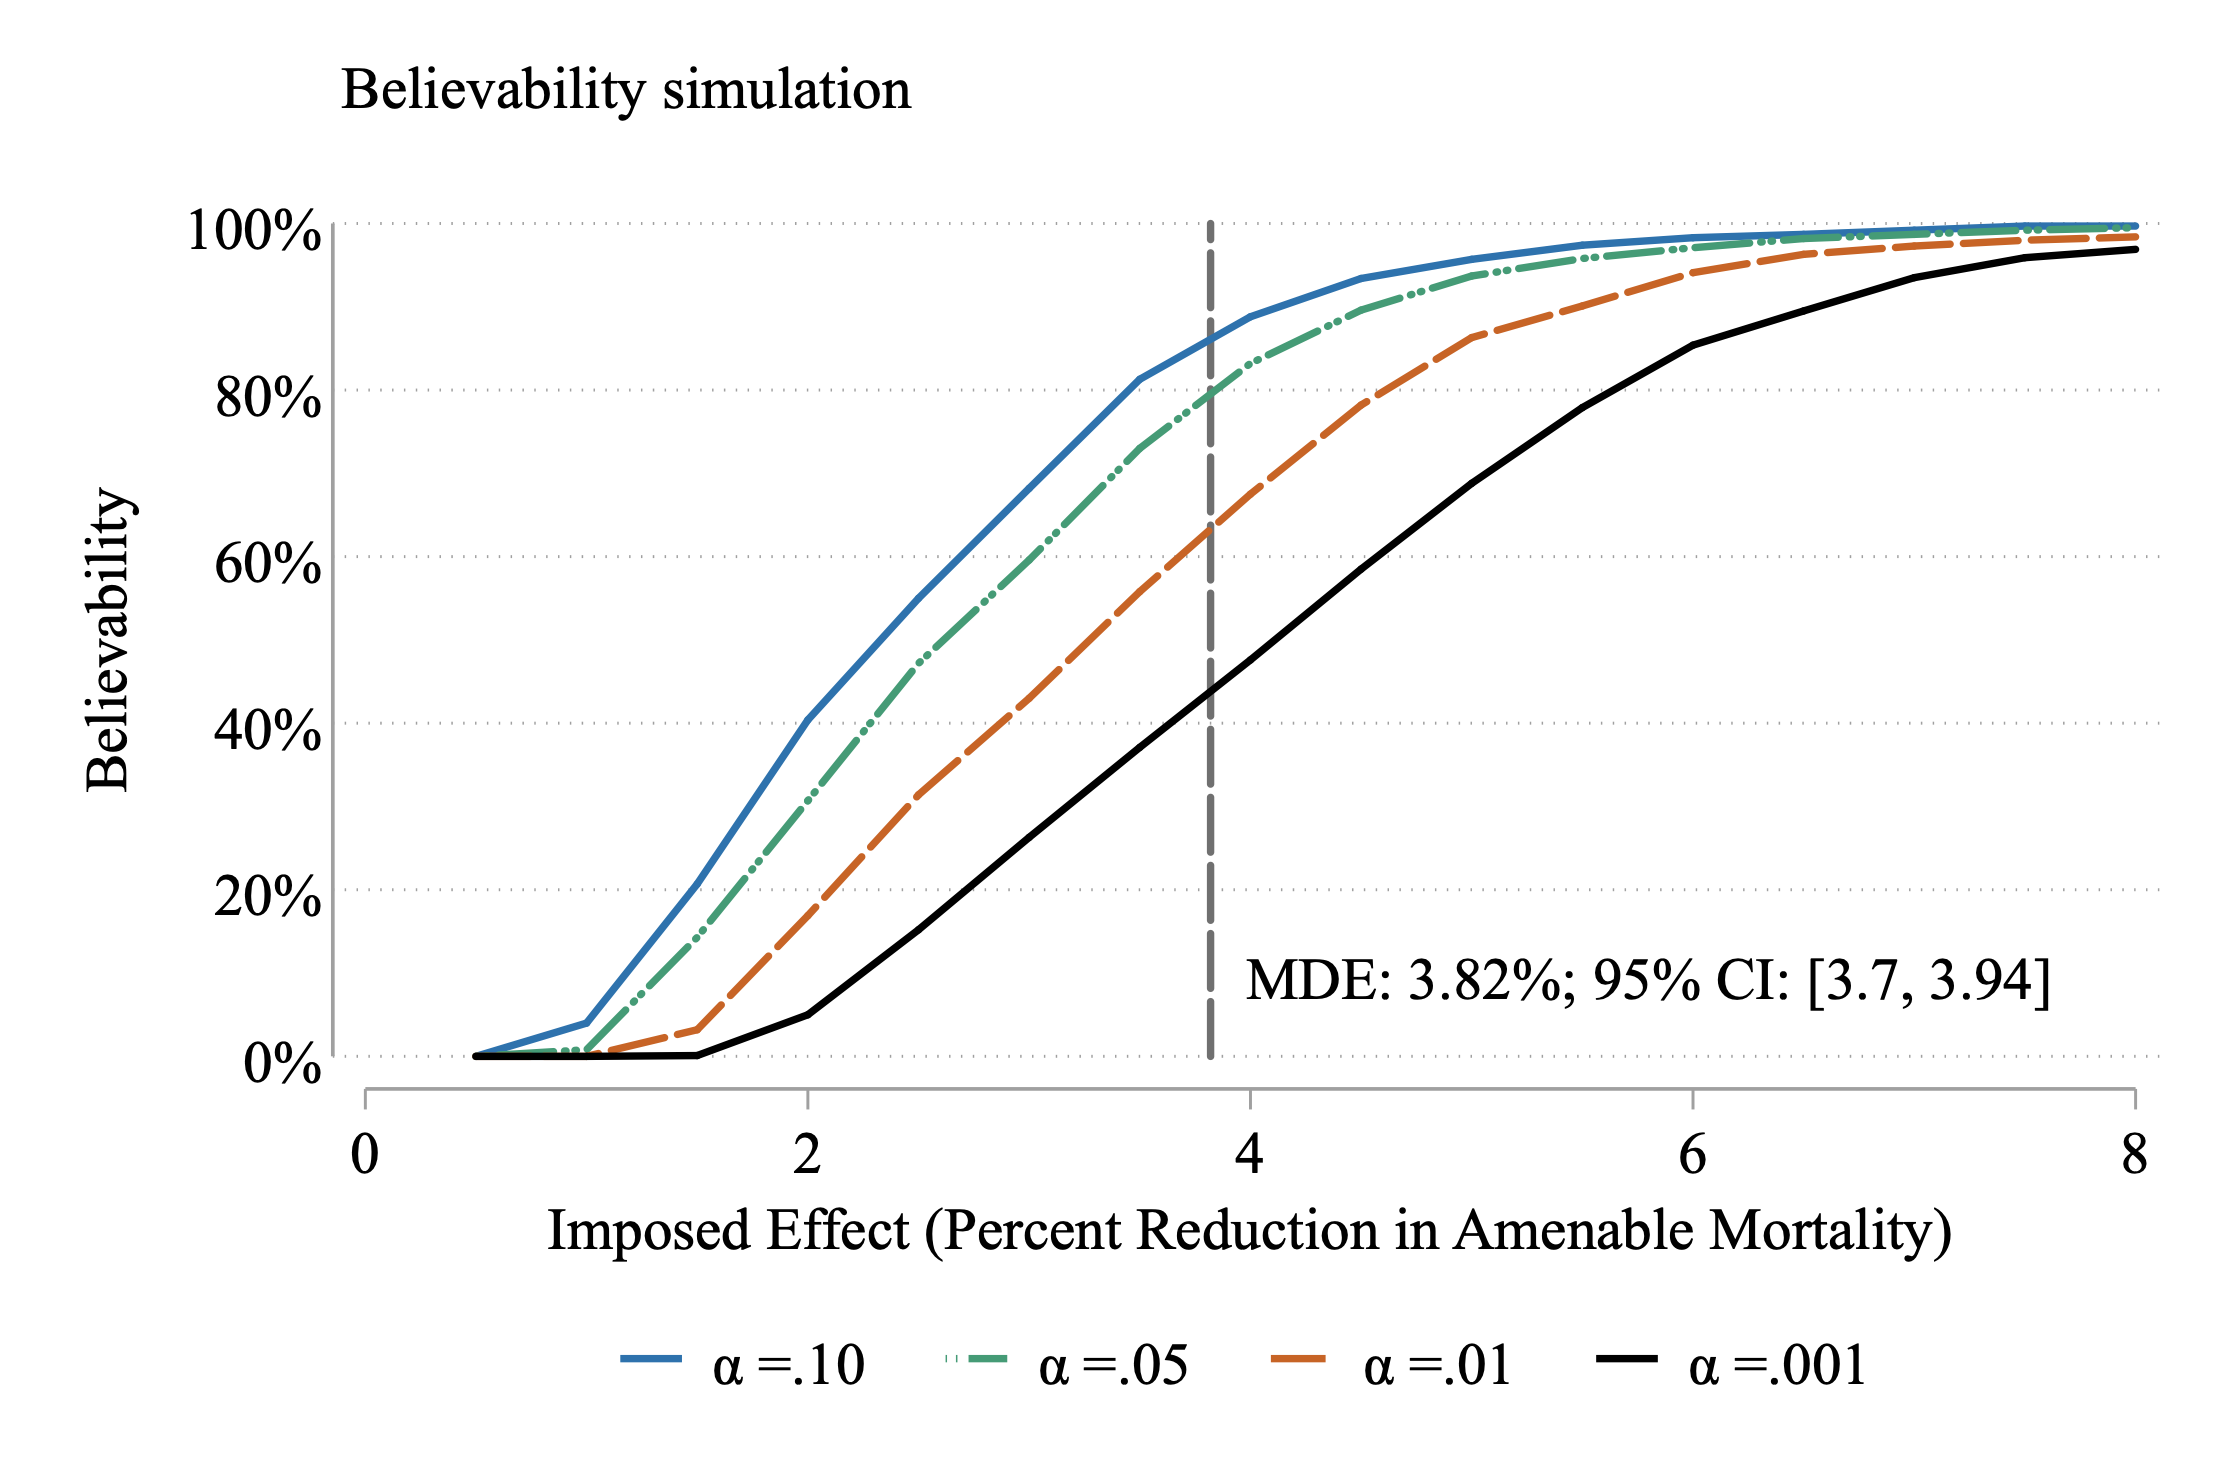 Believability simulation
Believability
100%
80%
60%
40%
20%
0%
MDE: 3.82%; 95% CI: [3.7, 3.94]
0 2 4 6 8
Imposed Effect (Percent Reduction in Amenable Mortality)
α =.10 α =.05 α =.01 α =.001